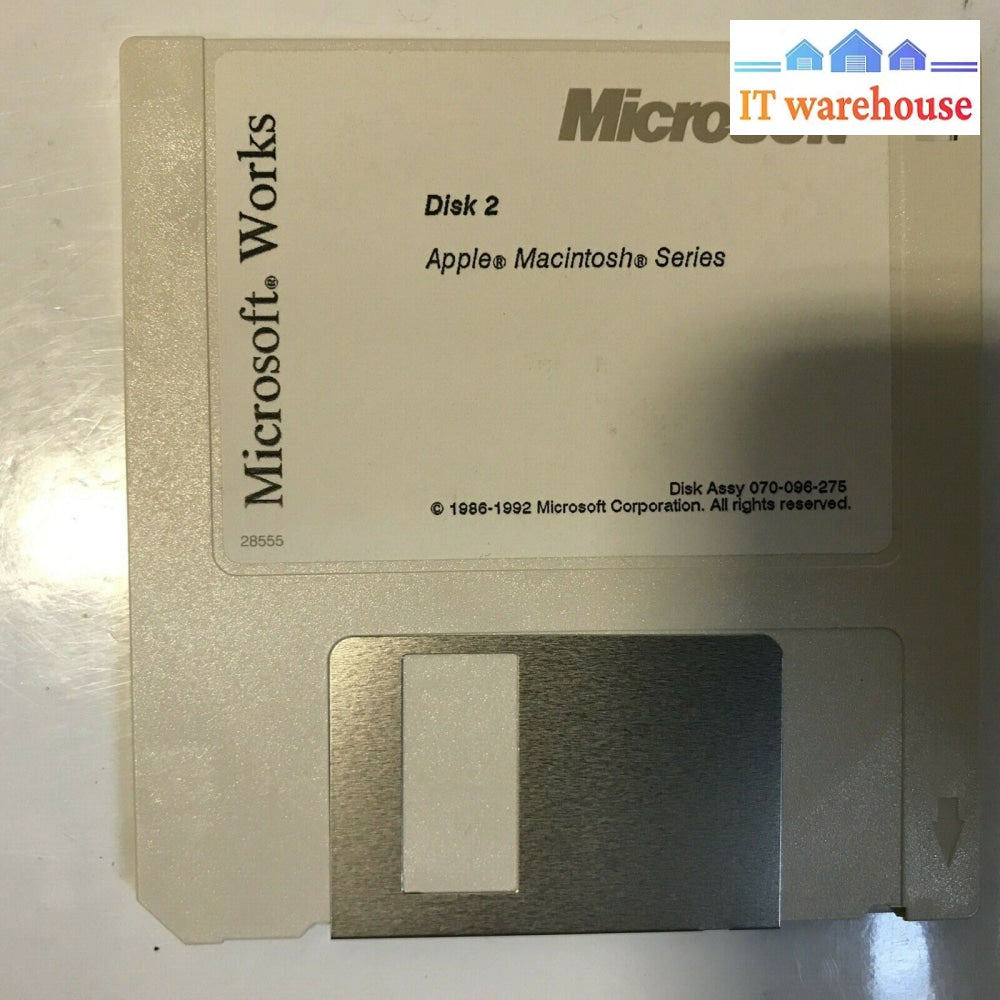 IT warehouse
Microsoft
Microsoft® Works
Disk 2
Apple® Macintosh® Series
Disk Assy 070-096-275
© 1986-1992 Microsoft Corporation. All rights reserved.
28555